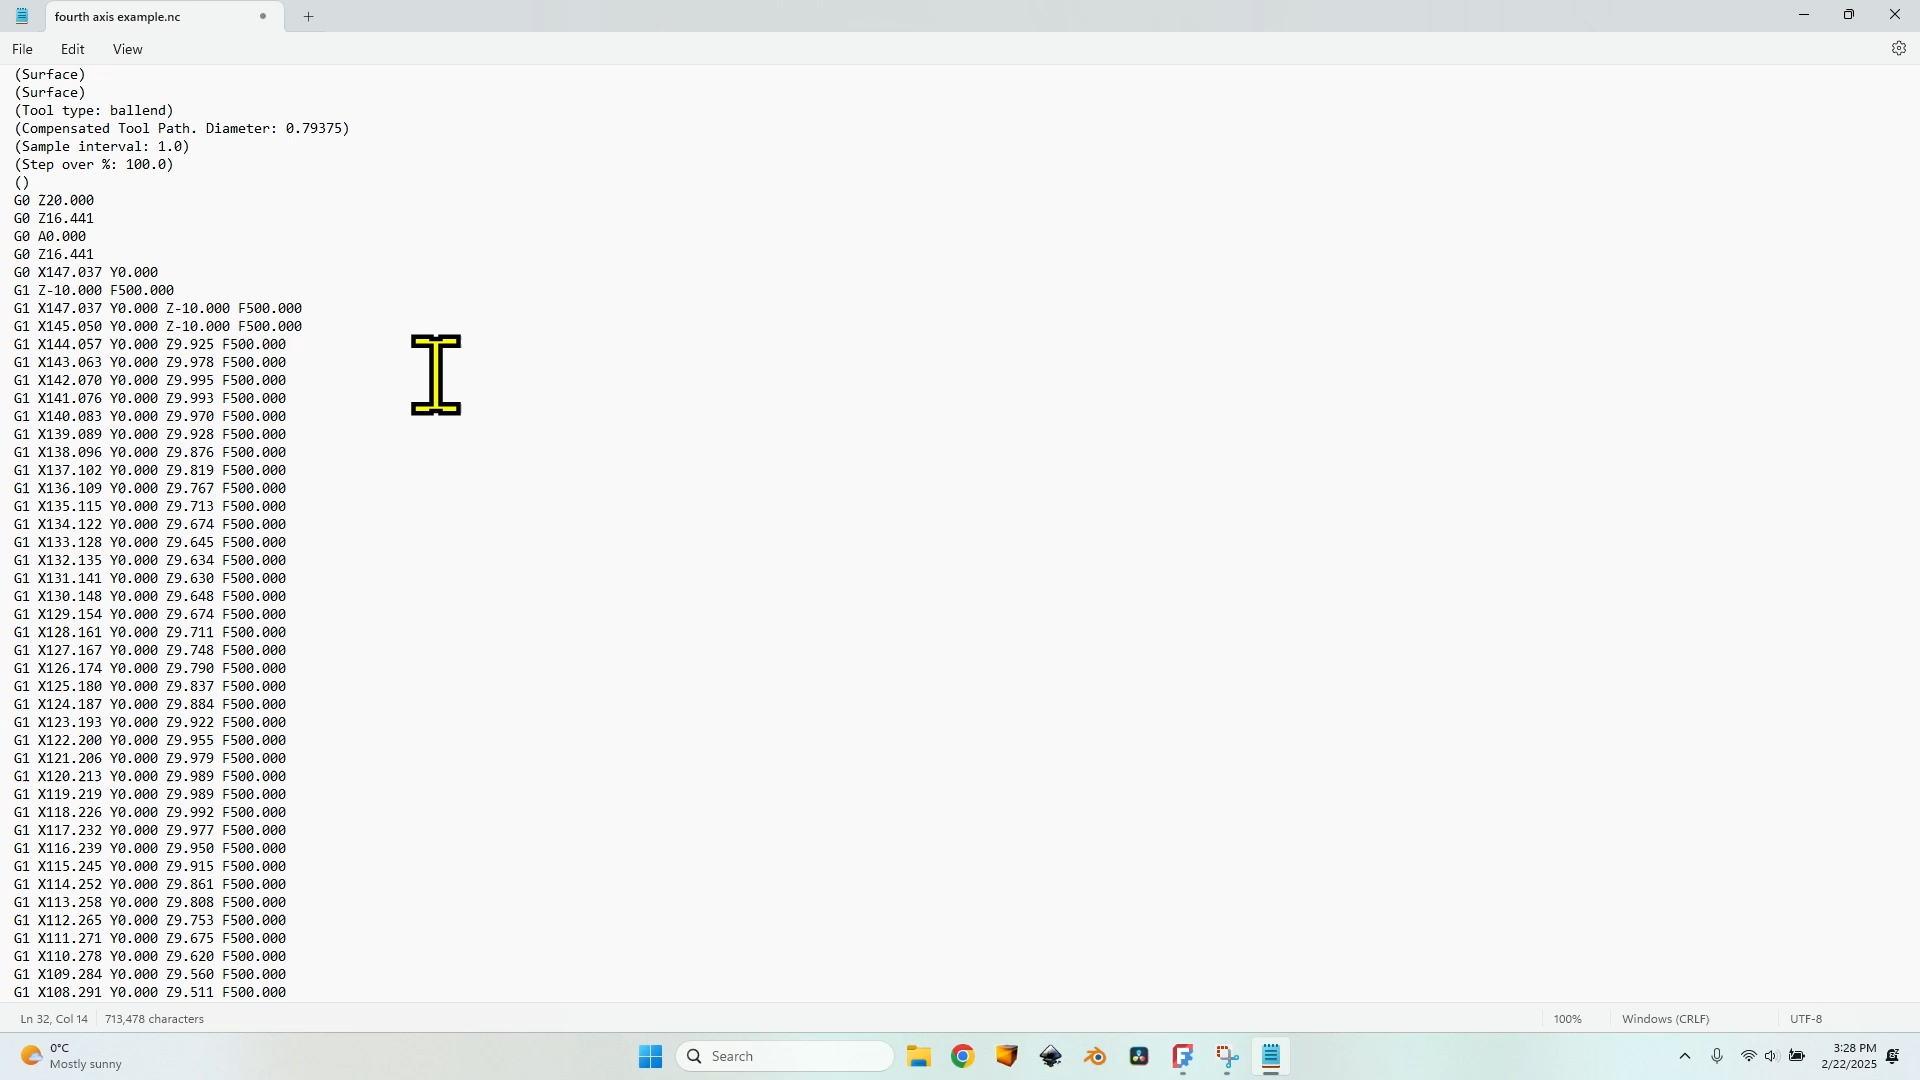 fourth axis example.nc
File Edit View
(Surface)
(Surface)
(Tool type: ballend)
(Compensated Tool Path. Diameter: 0.79375)
(Sample interval: 1.0)
(Step over %: 100.0)
()
G0 Z20.000
G0 Z16.441
G0 A0.000
G0 Z16.441
G0 X147.037 Y0.000
G1 Z-10.000 F500.000
G1 X147.037 Y0.000 Z-10.000 F500.000
G1 X145.050 Y0.000 Z-10.000 F500.000
G1 X144.057 Y0.000 Z9.925 F500.000
G1 X143.063 Y0.000 Z9.978 F500.000
G1 X142.070 Y0.000 Z9.995 F500.000
G1 X141.076 Y0.000 Z9.993 F500.000
G1 X140.083 Y0.000 Z9.970 F500.000
G1 X139.089 Y0.000 Z9.928 F500.000
G1 X138.096 Y0.000 Z9.876 F500.000
G1 X137.102 Y0.000 Z9.819 F500.000
G1 X136.109 Y0.000 Z9.767 F500.000
G1 X135.115 Y0.000 Z9.713 F500.000
G1 X134.122 Y0.000 Z9.674 F500.000
G1 X133.128 Y0.000 Z9.645 F500.000
G1 X132.135 Y0.000 Z9.634 F500.000
G1 X131.141 Y0.000 Z9.630 F500.000
G1 X130.148 Y0.000 Z9.648 F500.000
G1 X129.154 Y0.000 Z9.674 F500.000
G1 X128.161 Y0.000 Z9.711 F500.000
G1 X127.167 Y0.000 Z9.748 F500.000
G1 X126.174 Y0.000 Z9.790 F500.000
G1 X125.180 Y0.000 Z9.837 F500.000
G1 X124.187 Y0.000 Z9.884 F500.000
G1 X123.193 Y0.000 Z9.922 F500.000
G1 X122.200 Y0.000 Z9.955 F500.000
G1 X121.206 Y0.000 Z9.979 F500.000
G1 X120.213 Y0.000 Z9.989 F500.000
G1 X119.219 Y0.000 Z9.989 F500.000
G1 X118.226 Y0.000 Z9.992 F500.000
G1 X117.232 Y0.000 Z9.977 F500.000
G1 X116.239 Y0.000 Z9.950 F500.000
G1 X115.245 Y0.000 Z9.915 F500.000
G1 X114.252 Y0.000 Z9.861 F500.000
G1 X113.258 Y0.000 Z9.808 F500.000
G1 X112.265 Y0.000 Z9.753 F500.000
G1 X111.271 Y0.000 Z9.675 F500.000
G1 X110.278 Y0.000 Z9.620 F500.000
G1 X109.284 Y0.000 Z9.560 F500.000
G1 X108.291 Y0.000 Z9.511 F500.000
Ln 32, Col 14 713,478 characters 100% Windows (CRLF) UTF-8
0°C
Mostly sunny
Search
3:28 PM
2/22/2025